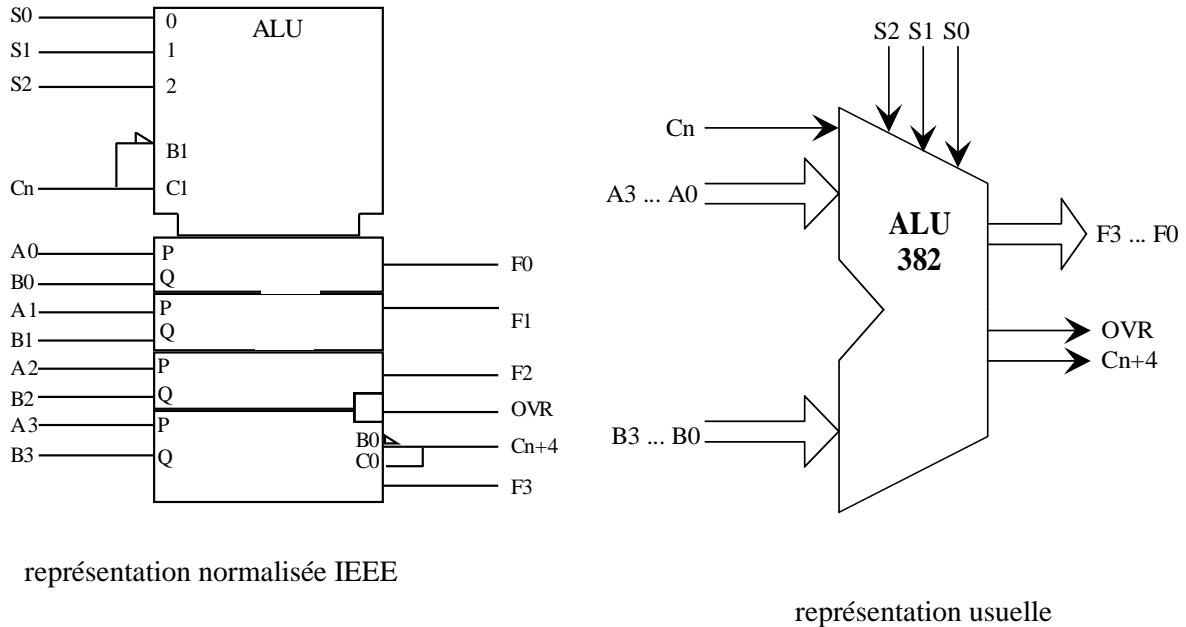 S0
0
ALU
S1
1
S2
2
B1
Cn
C1
A0
P
F0
B0
Q
A1
P
F1
B1
Q
A2
P
F2
B2
Q
OVR
A3
P
B0
Cn+4
B3
Q
C0
F3
représentation normalisée IEEE
S2 S1 S0
Cn
A3 ... A0
ALU
382
F3 ... F0
OVR
Cn+4
B3 ... B0
représentation usuelle